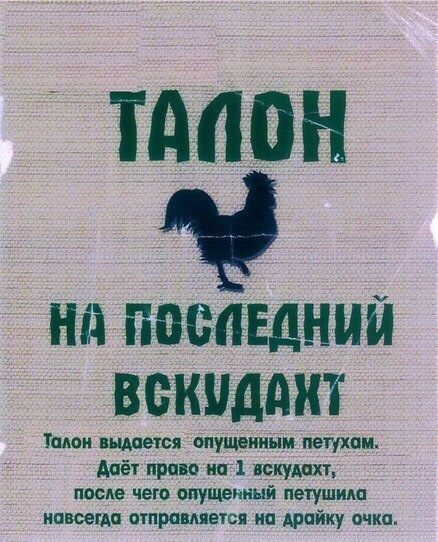 ТАЛОН
НА ПОСЛЕДНИЙ
ВСКУДАХТ
Талон выдается опущенным петухам.
Даёт право на 1 вскудахт,
после чего опущенный петушила
навсегда отправляется на драйку очка.